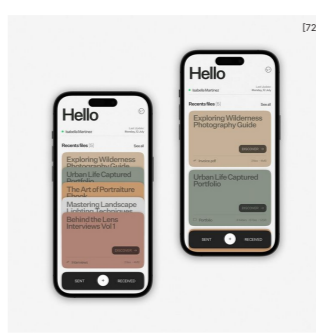 [72
Hello
Isabella Martinez
Recents files
See all
Exploring Wilderness
Photography Guide
Urban Life Captured
Portfolio
The Art of Portraiture
Ebook
Mastering Landscape
Lighting Techniques
Behind the Lens
Interviews Vol1
SENT
+
RECEIVED
Hello
Isabella Martinez
Recents files
See all
Exploring Wilderness
Photography Guide
Urban Life Captured
Portfolio
SENT
+
RECEIVED